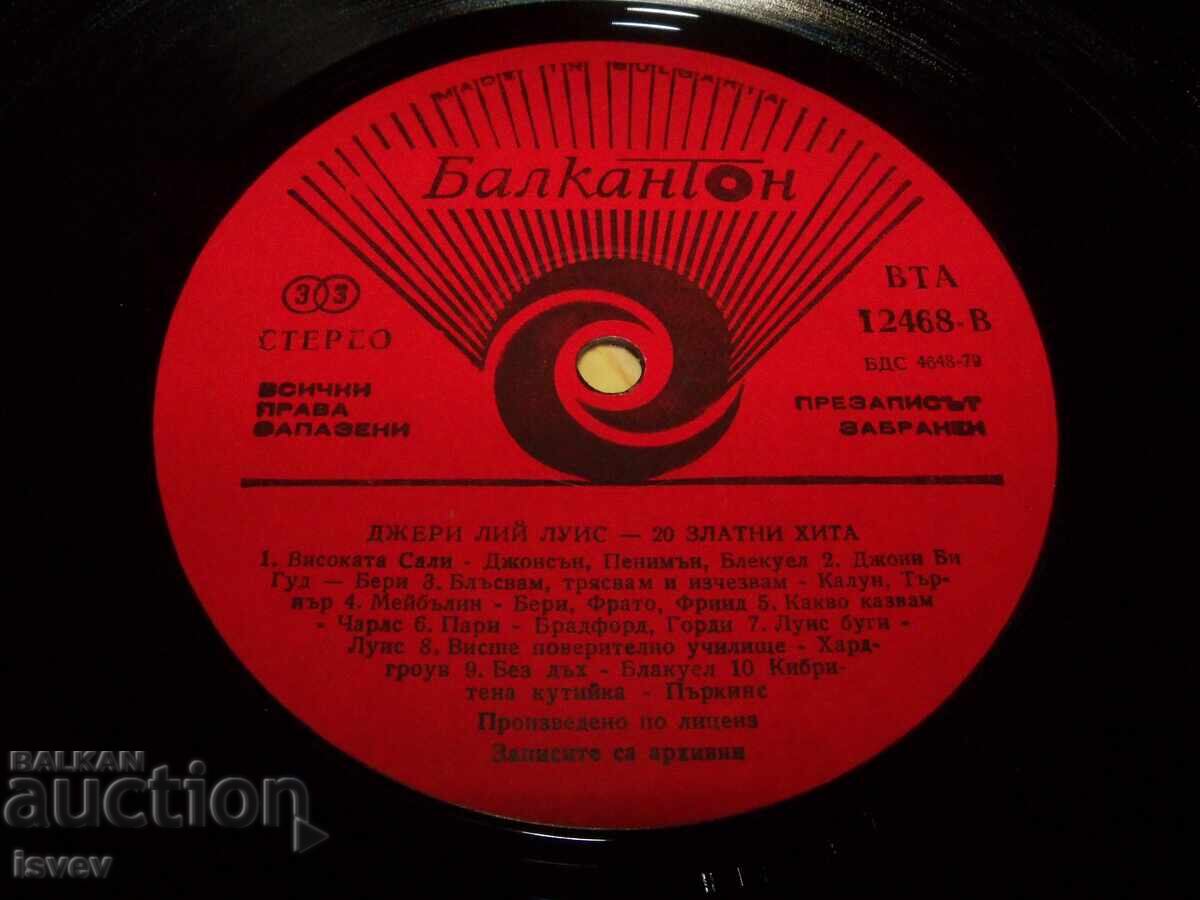 MADE IN BULGARIA
Балкантон
33
СТЕРЕО
ВСИЧКИ
ПРАВА
ЗАПАЗЕНИ
ВТА
12468-В
БДС 4648-79
ПРЕЗАПИСЪТ
ЗАБРАНЕН
ДЖЕРИ ЛИЙ ЛУИС — 20 ЗЛАТНИ ХИТА
1. Високата Сали - Джонсън, Пенимън, Блекуел 2. Джони Би
Гуд — Бери 3. Блъсвам, трясвам и изчезвам - Калун, Тър-
нър 4. Мейбълин - Бери, Фрато, Фрийд 5. Какво казвам
- Чарлс 6. Пари - Брадфорд, Горди 7. Луис буги -
Луис 8. Висше поверително училище - Хард-
гроув 9. Без дъх - Блакуел 10 Кибри-
тена кутийка - Пъркинс
Произведено по лиценз
Записите са архивни
BALKAN
auction
isvev